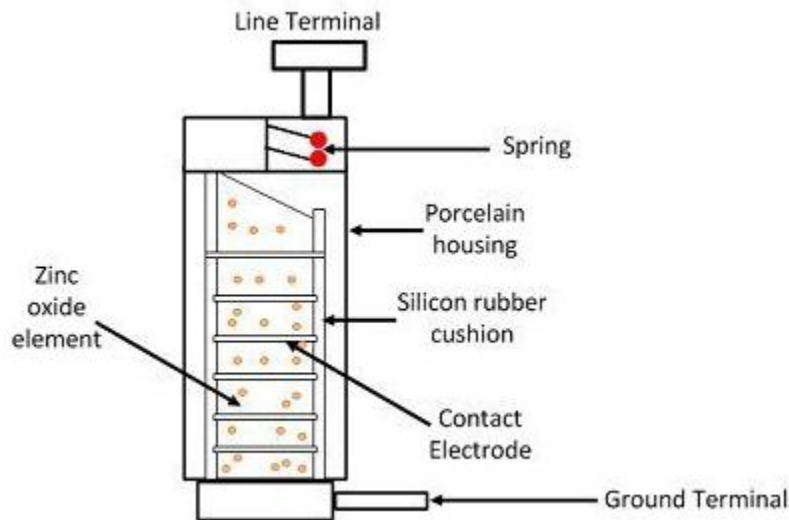 Line Terminal
Spring
Porcelain
housing
Zinc
oxide
element
Silicon rubber
cushion
Contact
Electrode
Ground Terminal